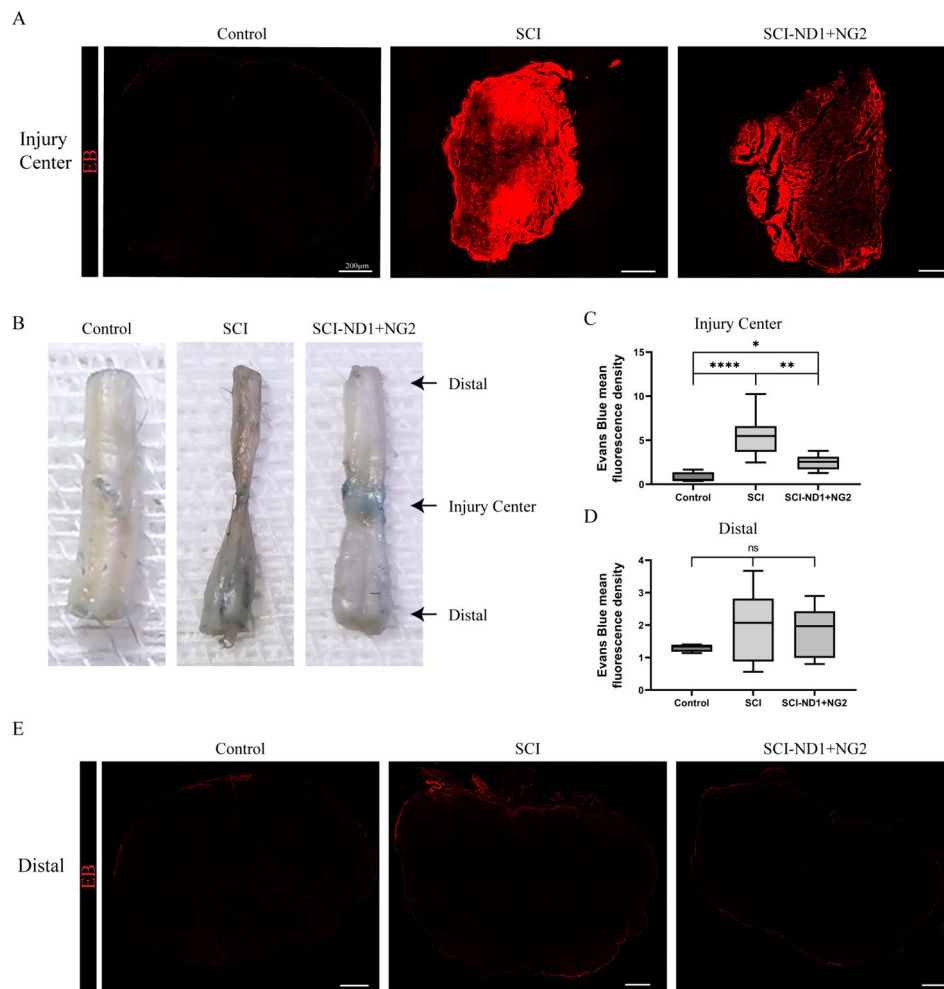 A
Control
SCI
SCI-ND1+NG2
Injury
Center
EB
200μm
B
Control
SCI
SCI-ND1+NG2
Distal
Injury Center
Distal
C
Injury Center
Evans Blue mean
fluorescence density
15
10
5
0
*
****
**
Control
SCI
SCI-ND1+NG2
D
Distal
Evans Blue mean
fluorescence density
4
3
2
1
0
ns
Control
SCI
SCI-ND1+NG2
E
Control
SCI
SCI-ND1+NG2
Distal
EB